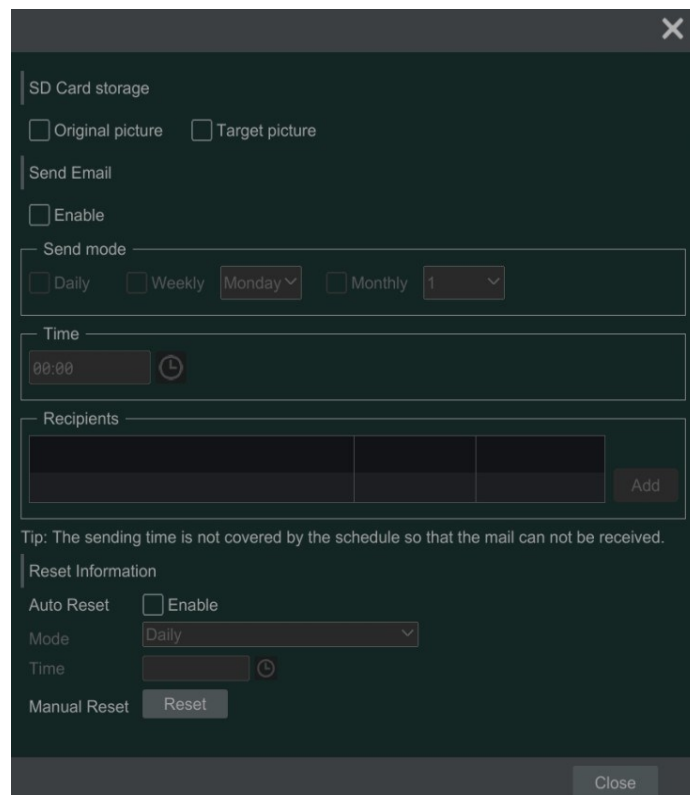 SD Card storage
Original picture Target picture
Send Email
Enable
Send mode
Daily Weekly Monday Monthly 1
Time
00:00
Recipients
Add
Tip: The sending time is not covered by the schedule so that the mail can not be received.
Reset Information
Auto Reset Enable
Mode Daily
Time
Manual Reset Reset
Close